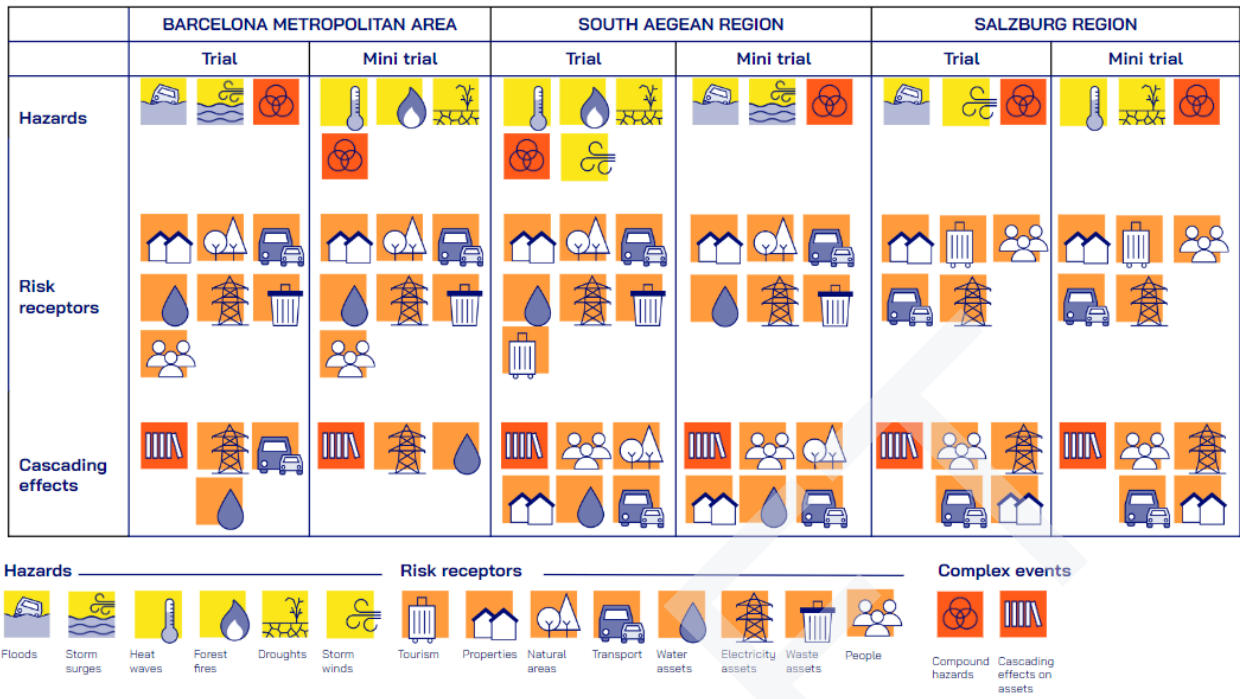 BARCELONA METROPOLITAN AREA SOUTH AEGEAN REGION SALZBURG REGION
Trial Mini trial Trial Mini trial Trial Mini trial
Hazards
Risk
receptors
Cascading
effects
Hazards Risk receptors Complex events
Floods Storm Heat Forest Droughts Storm Tourism Properties Natural Transport Water Electricity Waste People Compound Cascading
surges waves fires winds areas assets assets assets hazards effects on
assets